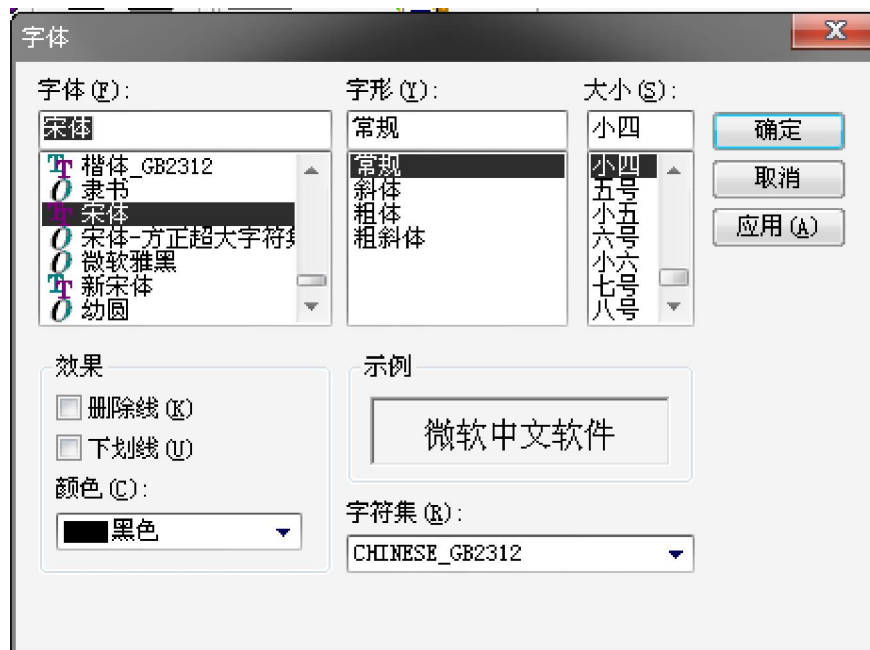 字体
字体(F):
宋体
楷体_GB2312
隶书
宋体
宋体-方正超大字符集
微软雅黑
新宋体
幼圆
字形(Y):
常规
常规
斜体
粗体
粗斜体
大小(S):
小四
小四
五号
小五
六号
小六
七号
八号
确定
取消
应用(A)
效果
删除线(K)
下划线(U)
颜色(C):
黑色
示例
微软中文软件
字符集(R):
CHINESE_GB2312